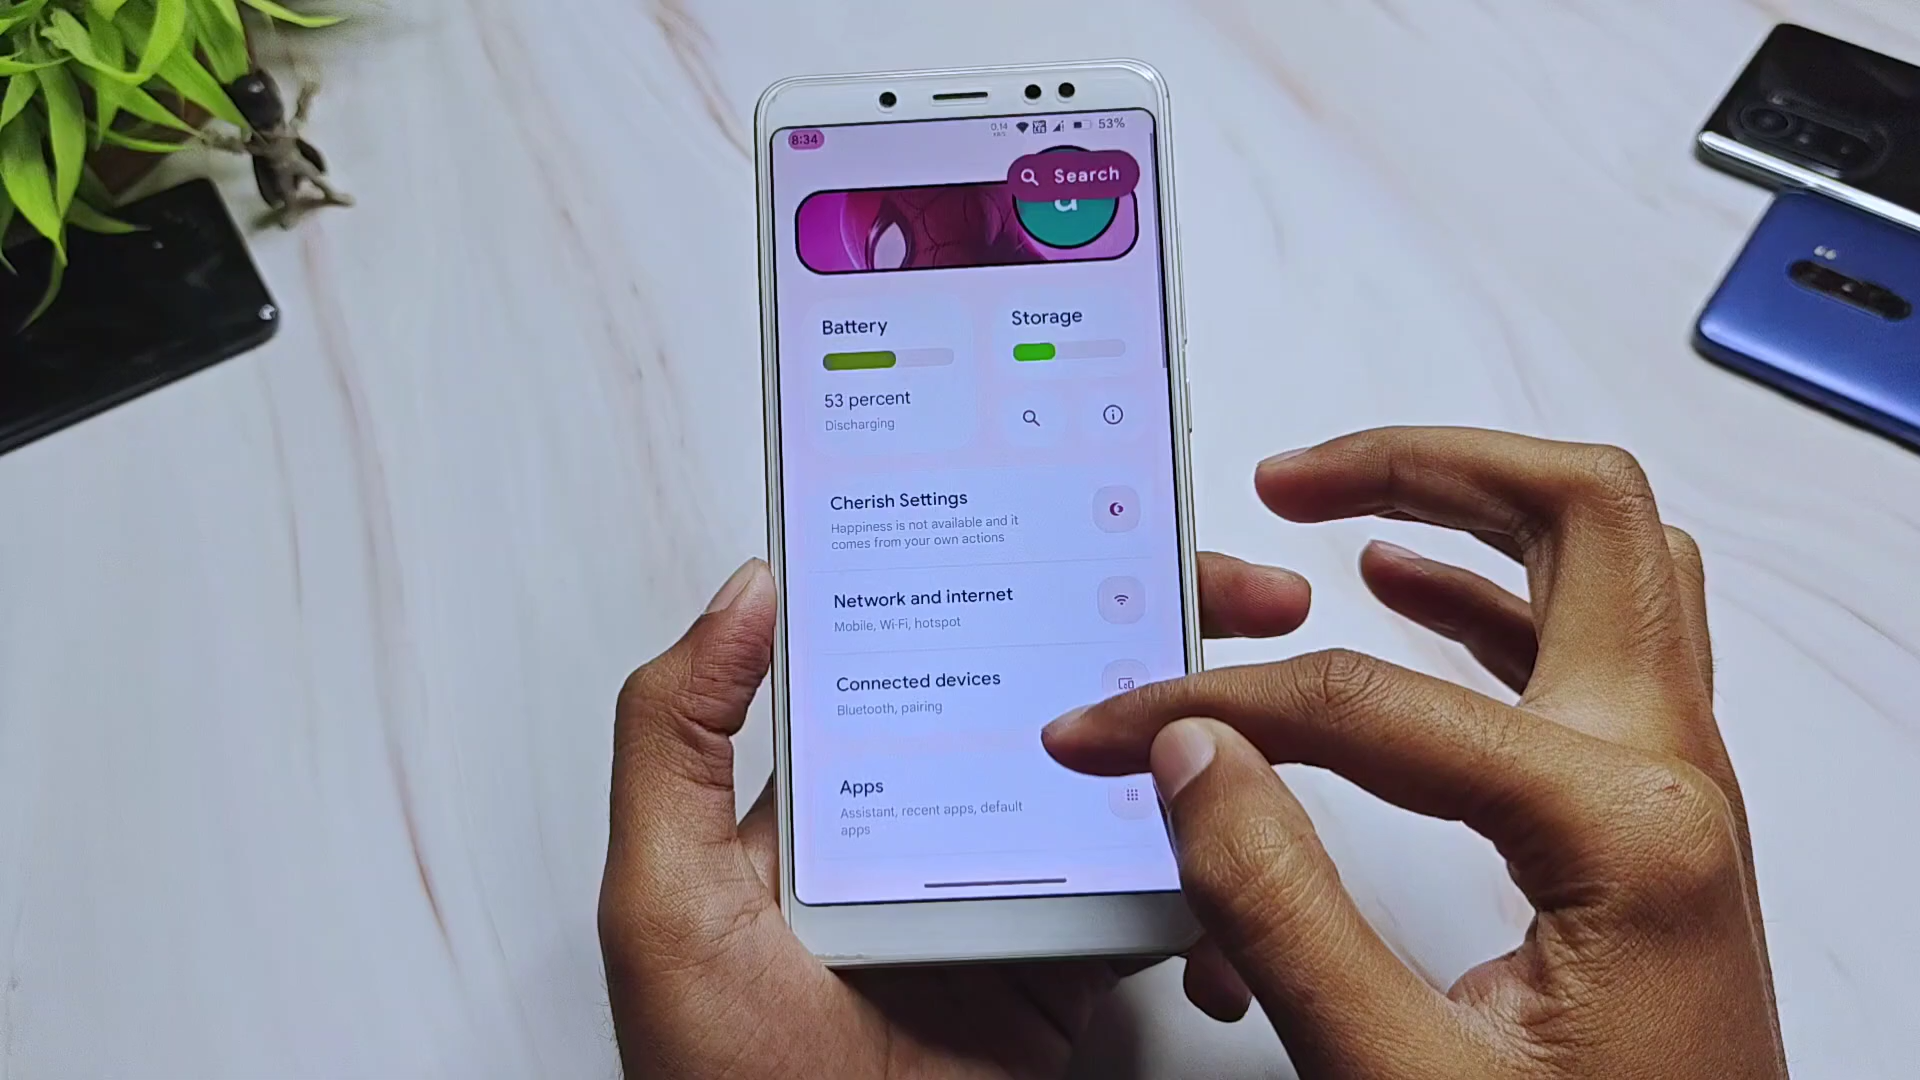 8:34
0.14
53%
Search
a
Battery
Storage
53 percent
Discharging
Cherish Settings
Happiness is not available and it
comes from your own actions
Network and internet
Mobile, Wi-Fi, hotspot
Connected devices
Bluetooth, pairing
Apps
Assistant, recent apps, default
apps